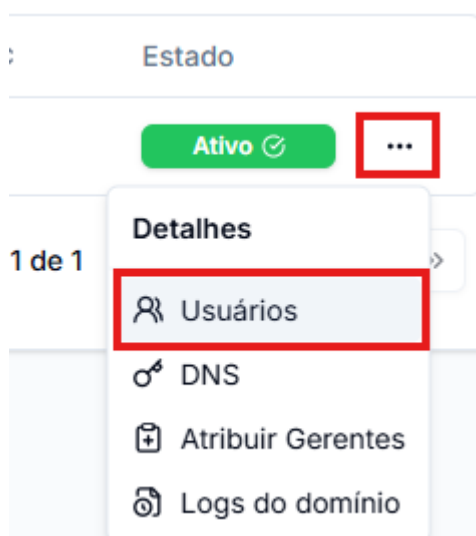 Estado
Ativo
...
Detalhes
1 de 1
»
Usuários
DNS
Atribuir Gerentes
Logs do domínio